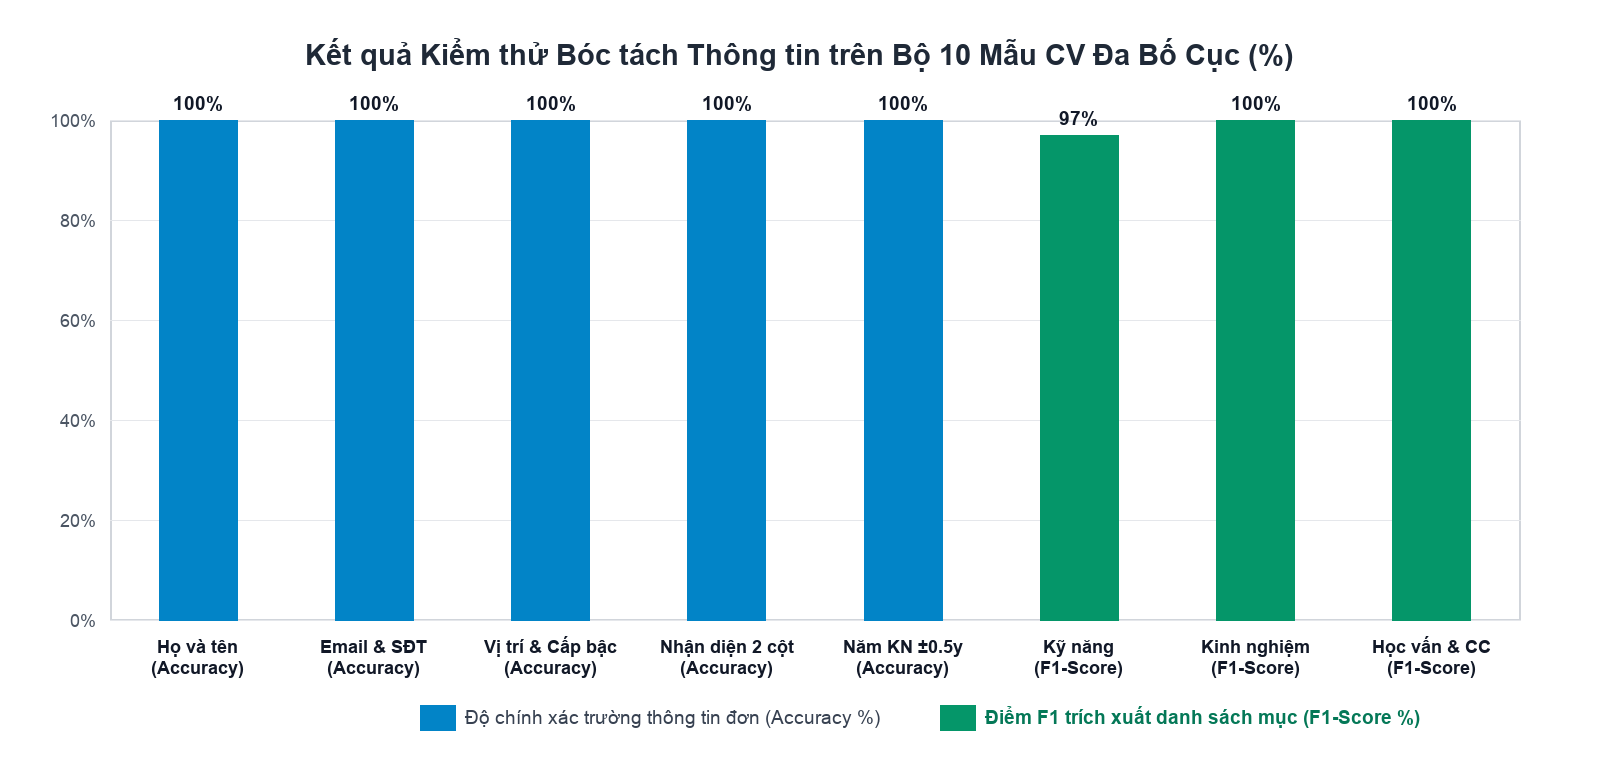 Kết quả Kiểm thử Bóc tách Thông tin trên Bộ 10 Mẫu CV Đa Bố Cục (%)
100% 100% 100% 100% 100% 97% 100% 100%
100%
80%
60%
40%
20%
0%
Họ và tên
(Accuracy)
Email & SĐT
(Accuracy)
Vị trí & Cấp bậc
(Accuracy)
Nhận diện 2 cột
(Accuracy)
Năm KN ±0.5y
(Accuracy)
Kỹ năng
(F1-Score)
Kinh nghiệm
(F1-Score)
Học vấn & CC
(F1-Score)
Độ chính xác trường thông tin đơn (Accuracy %)
Điểm F1 trích xuất danh sách mục (F1-Score %)